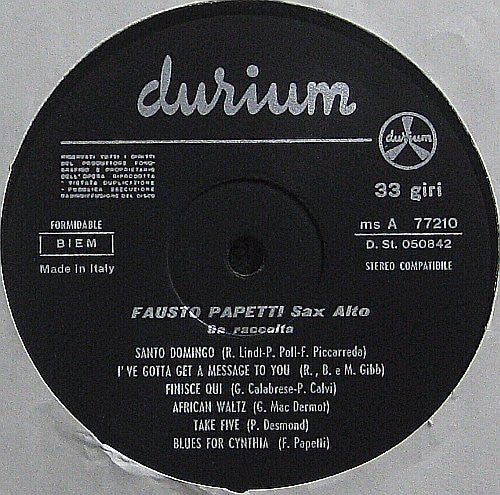 durium
durium
RISERVATI TUTTI I DIRITTI
DEL PRODUTTORE FONO-
GRAFICO E PROPRIETARIO
DELL'OPERA RIPRODOTTA
- VIETATA DUPLICAZIONE
- PUBBLICA ESECUZIONE
RADIODIFFUSIONE DEL DISCO
33 giri
FORMIDABLE
BIEM
Made in Italy
ms A 77210
D. St. 050842
STEREO COMPATIBILE
FAUSTO PAPETTI Sax Alto
8a raccolta
SANTO DOMINGO (R. Lindt-P. Poll-F. Piccarreda)
I'VE GOTTA GET A MESSAGE TO YOU (R., B. e M. Gibb)
FINISCE QUI (G. Calabrese-P. Calvi)
AFRICAN WALTZ (G. Mac Dermot)
TAKE FIVE (P. Desmond)
BLUES FOR CYNTHIA (F. Papetti)